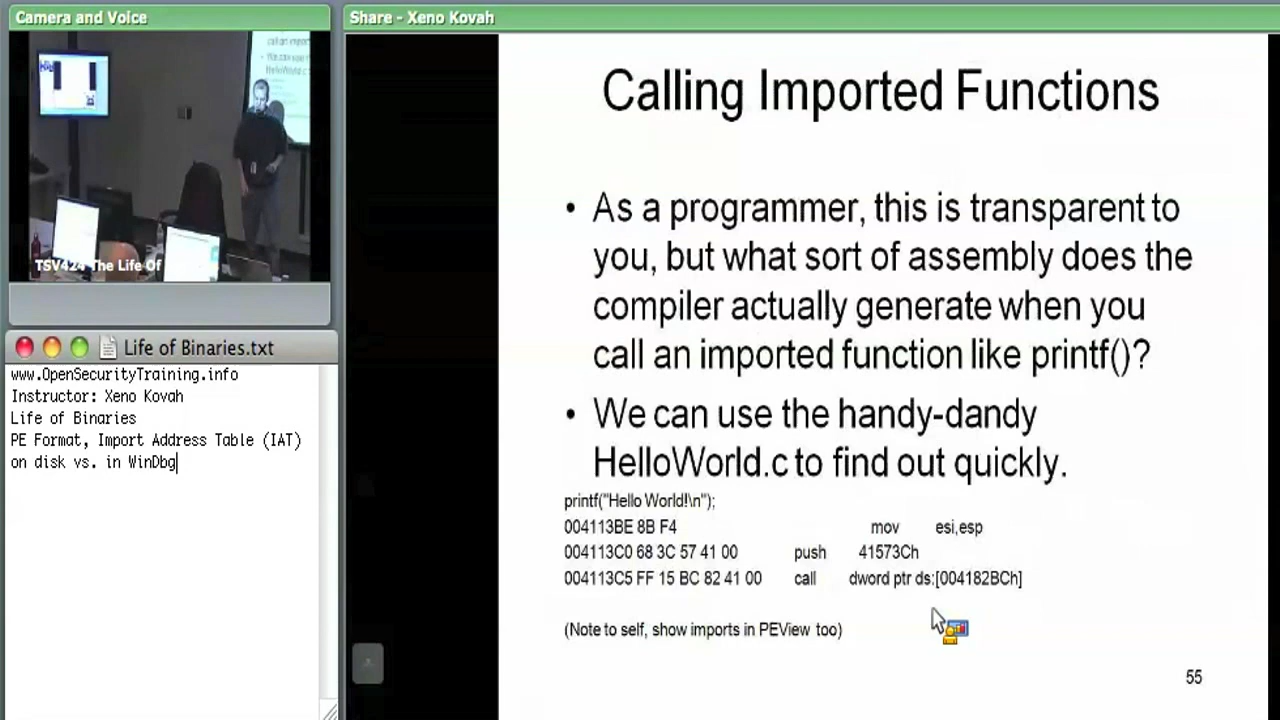 Camera and Voice
TSV424 The Life Of
Life of Binaries.txt
www.OpenSecurityTraining.info
Instructor: Xeno Kovah
Life of Binaries
PE Format, Import Address Table (IAT)
on disk vs. in WinDbg
Share - Xeno Kovah
Calling Imported Functions
• As a programmer, this is transparent to
you, but what sort of assembly does the
compiler actually generate when you
call an imported function like printf()?
• We can use the handy-dandy
HelloWorld.c to find out quickly.
printf("Hello World!\n");
004113BE 8B F4 mov esi,esp
004113C0 68 3C 57 41 00 push 41573Ch
004113C5 FF 15 BC 82 41 00 call dword ptr ds:[004182BCh]
(Note to self, show imports in PEView too)
55